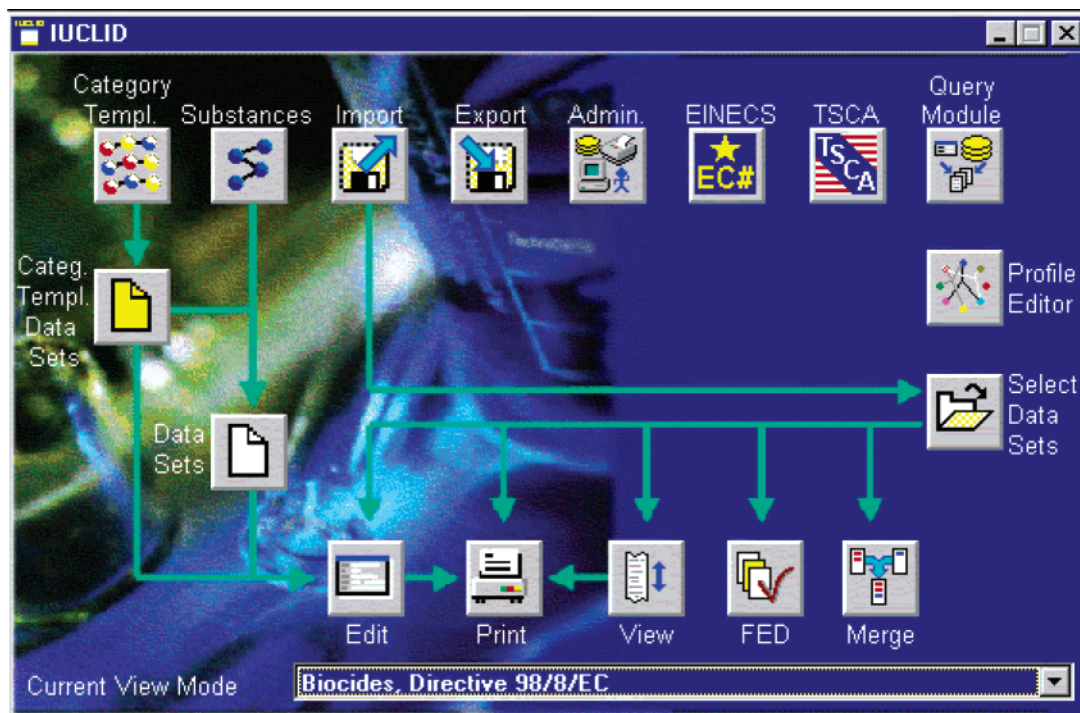 IUCLID
IUCLID
Category
Templ.
Substances
Import
Export
Admin.
EINECS
TSCA
Query
Module
EC#
TSCA
Categ.
Templ.
Data
Sets
Profile
Editor
Select
Data
Sets
Data
Sets
Edit
Print
View
FED
Merge
Current View Mode
Biocides, Directive 98/8/EC